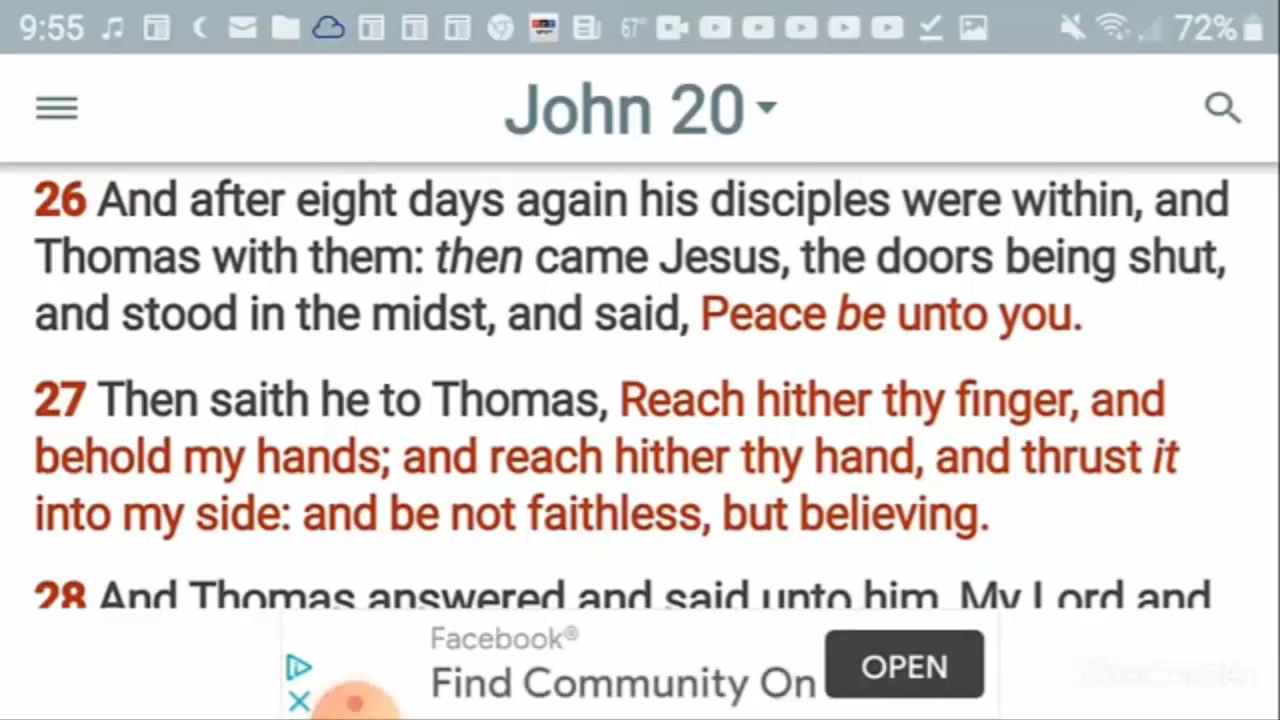 9:55 67° 72%
John 20
26 And after eight days again his disciples were within, and
Thomas with them: then came Jesus, the doors being shut,
and stood in the midst, and said, Peace be unto you.
27 Then saith he to Thomas, Reach hither thy finger, and
behold my hands; and reach hither thy hand, and thrust it
into my side: and be not faithless, but believing.
28 And Thomas answered and said unto him, My Lord and
Facebook®
Find Community On
OPEN